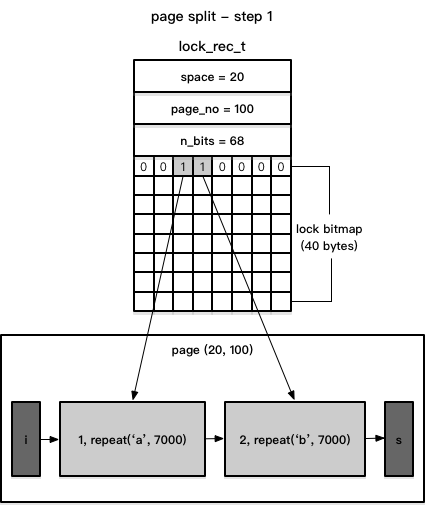 page split – step 1
lock_rec_t
space = 20
page_no = 100
n_bits = 68
0 0 1 1 0 0 0 0
lock bitmap
(40 bytes)
page (20, 100)
i
1, repeat(‘a’, 7000)
2, repeat(‘b’, 7000)
s